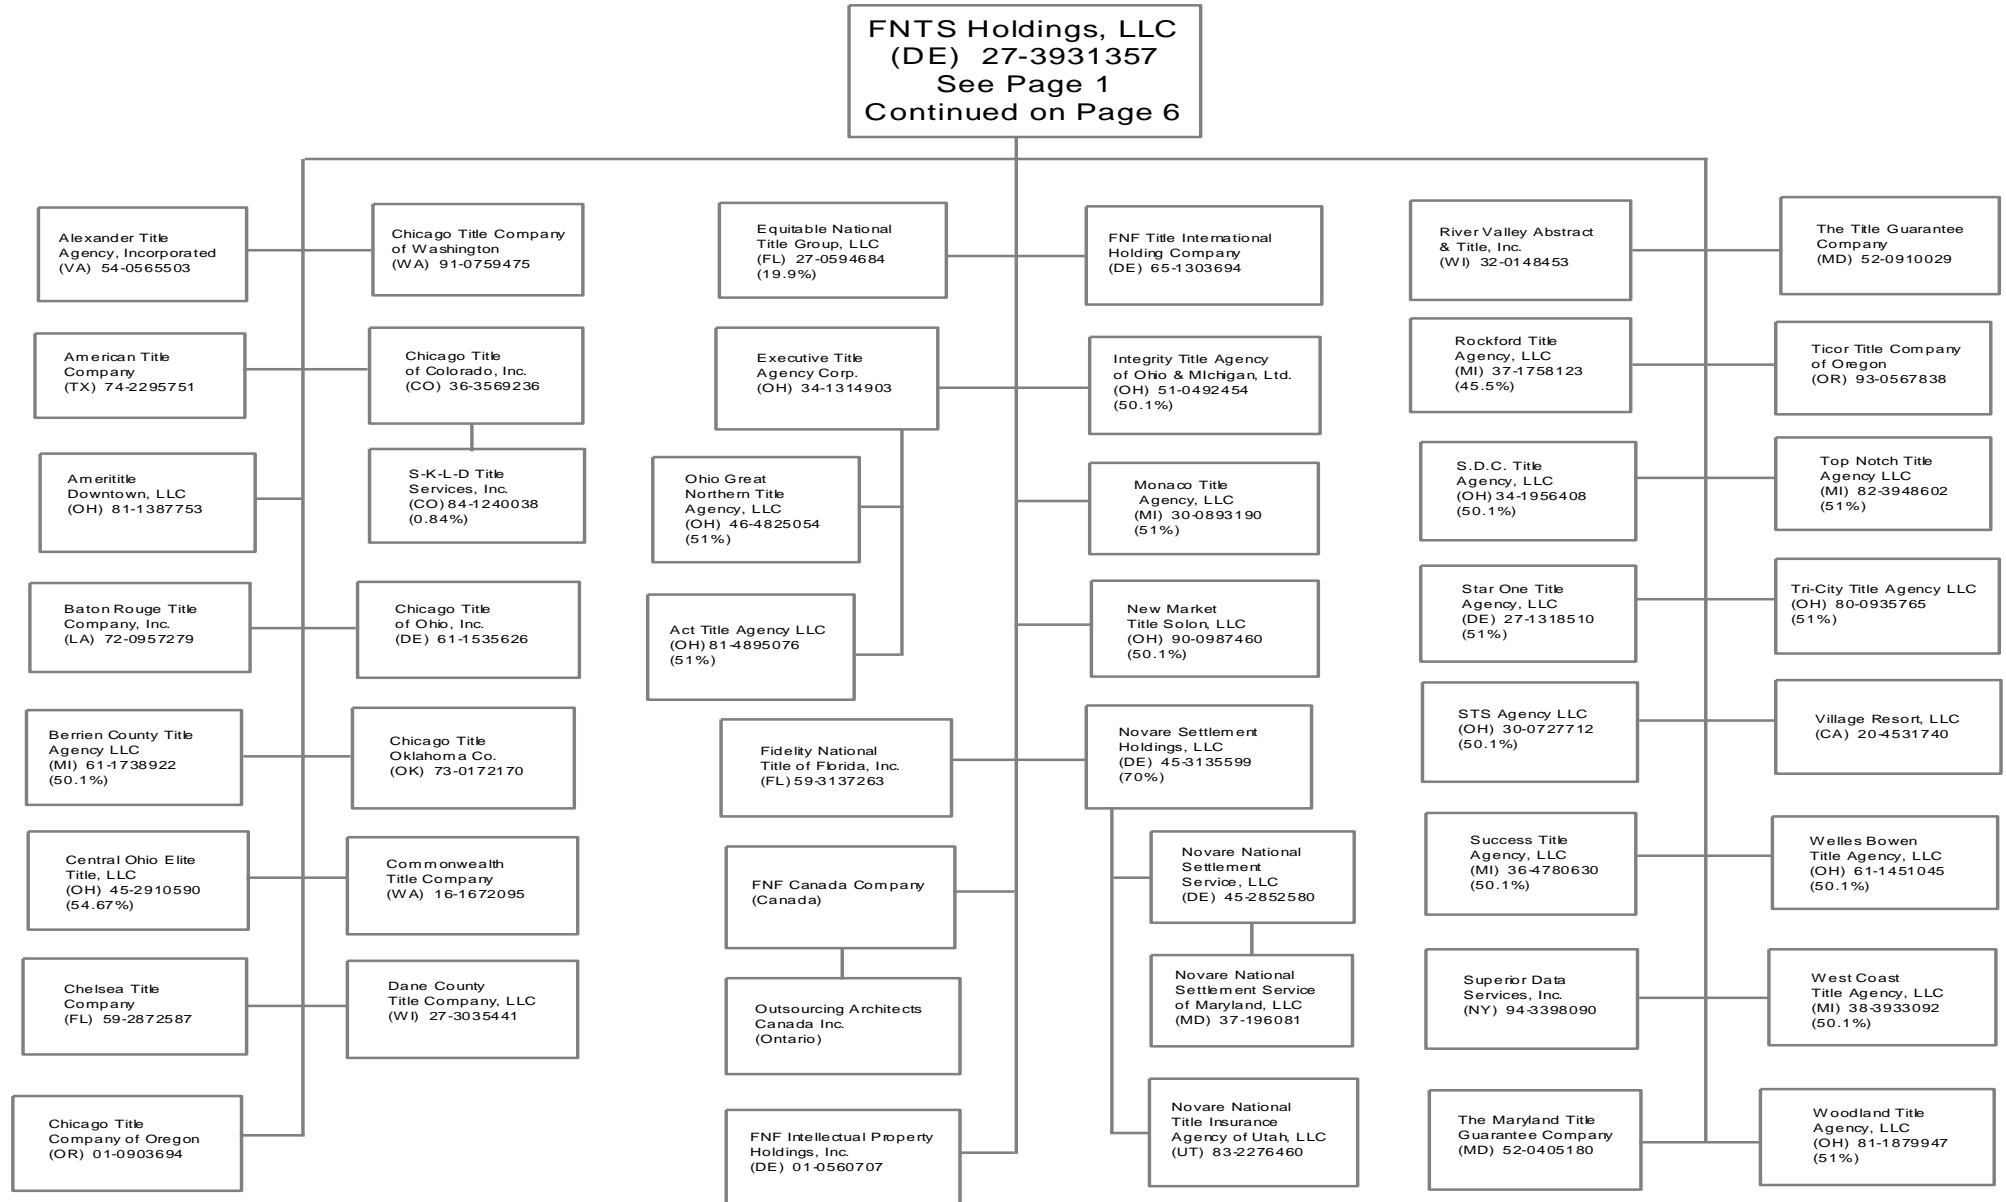 FNTS Holdings, LLC
(DE) 27-3931357
See Page 1
Continued on Page 6
Alexander Title
Agency, Incorporated
(VA) 54-0565503
Chicago Title Company
of Washington
(WA) 91-0759475
American Title
Company
(TX) 74-2295751
Chicago Title
of Colorado, Inc.
(CO) 36-3569236
Amerititle
Downtown, LLC
(OH) 81-1387753
S-K-L-D Title
Services, Inc.
(CO) 84-1240038
(0.84%)
Baton Rouge Title
Company, Inc.
(LA) 72-0957279
Chicago Title
of Ohio, Inc.
(DE) 61-1535626
Berrien County Title
Agency LLC
(MI) 61-1738922
(50.1%)
Chicago Title
Oklahoma Co.
(OK) 73-0172170
Central Ohio Elite
Title, LLC
(OH) 45-2910590
(54.67%)
Commonwealth
Title Company
(WA) 16-1672095
Chelsea Title
Company
(FL) 59-2872587
Dane County
Title Company, LLC
(WI) 27-3035441
Chicago Title
Company of Oregon
(OR) 01-0903694
Equitable National
Title Group, LLC
(FL) 27-0594684
(19.9%)
FNF Title International
Holding Company
(DE) 65-1303694
Executive Title
Agency Corp.
(OH) 34-1314903
Integrity Title Agency
of Ohio & MIchigan, Ltd.
(OH) 51-0492454
(50.1%)
Ohio Great
Northern Title
Agency, LLC
(OH) 46-4825054
(51%)
Monaco Title
Agency, LLC
(MI) 30-0893190
(51%)
Act Title Agency LLC
(OH) 81-4895076
(51%)
New Market
Title Solon, LLC
(OH) 90-0987460
(50.1%)
Fidelity National
Title of Florida, Inc.
(FL) 59-3137263
Novare Settlement
Holdings, LLC
(DE) 45-3135599
(70%)
FNF Canada Company
(Canada)
Novare National
Settlement
Service, LLC
(DE) 45-2852580
Outsourcing Architects
Canada Inc.
(Ontario)
Novare National
Settlement Service
of Maryland, LLC
(MD) 37-196081
FNF Intellectual Property
Holdings, Inc.
(DE) 01-0560707
Novare National
Title Insurance
Agency of Utah, LLC
(UT) 83-2276460
River Valley Abstract
& Title, Inc.
(WI) 32-0148453
The Title Guarantee
Company
(MD) 52-0910029
Rockford Title
Agency, LLC
(MI) 37-1758123
(45.5%)
Ticor Title Company
of Oregon
(OR) 93-0567838
S.D.C. Title
Agency, LLC
(OH) 34-1956408
(50.1%)
Top Notch Title
Agency LLC
(MI) 82-3948602
(51%)
Star One Title
Agency, LLC
(DE) 27-1318510
(51%)
Tri-City Title Agency LLC
(OH) 80-0935765
(51%)
STS Agency LLC
(OH) 30-0727712
(50.1%)
Village Resort, LLC
(CA) 20-4531740
Success Title
Agency, LLC
(MI) 36-4780630
(50.1%)
Welles Bowen
Title Agency, LLC
(OH) 61-1451045
(50.1%)
Superior Data
Services, Inc.
(NY) 94-3398090
West Coast
Title Agency, LLC
(MI) 38-3933092
(50.1%)
The Maryland Title
Guarantee Company
(MD) 52-0405180
Woodland Title
Agency, LLC
(OH) 81-1879947
(51%)